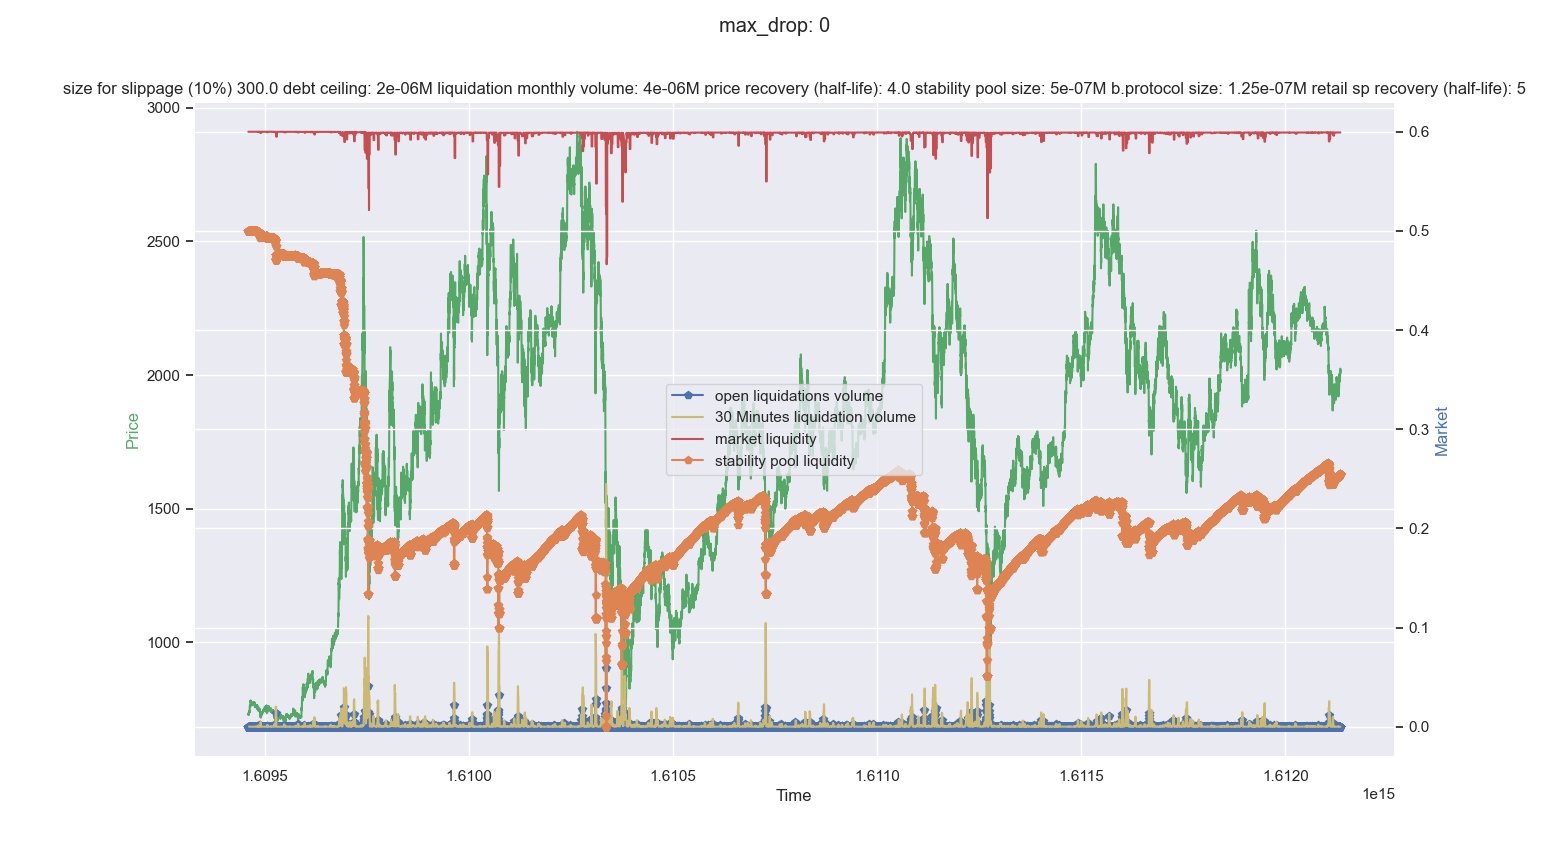 max_drop: 0
size for slippage (10%) 300.0 debt ceiling: 2e-06M liquidation monthly volume: 4e-06M price recovery (half-life): 4.0 stability pool size: 5e-07M b.protocol size: 1.25e-07M retail sp recovery (half-life): 5
3000
2500
2000
1500
1000
Price
0.6
0.5
0.4
0.3
0.2
0.1
0.0
Market
open liquidations volume
30 Minutes liquidation volume
market liquidity
stability pool liquidity
1.6095 1.6100 1.6105 1.6110 1.6115 1.6120
Time
1e15